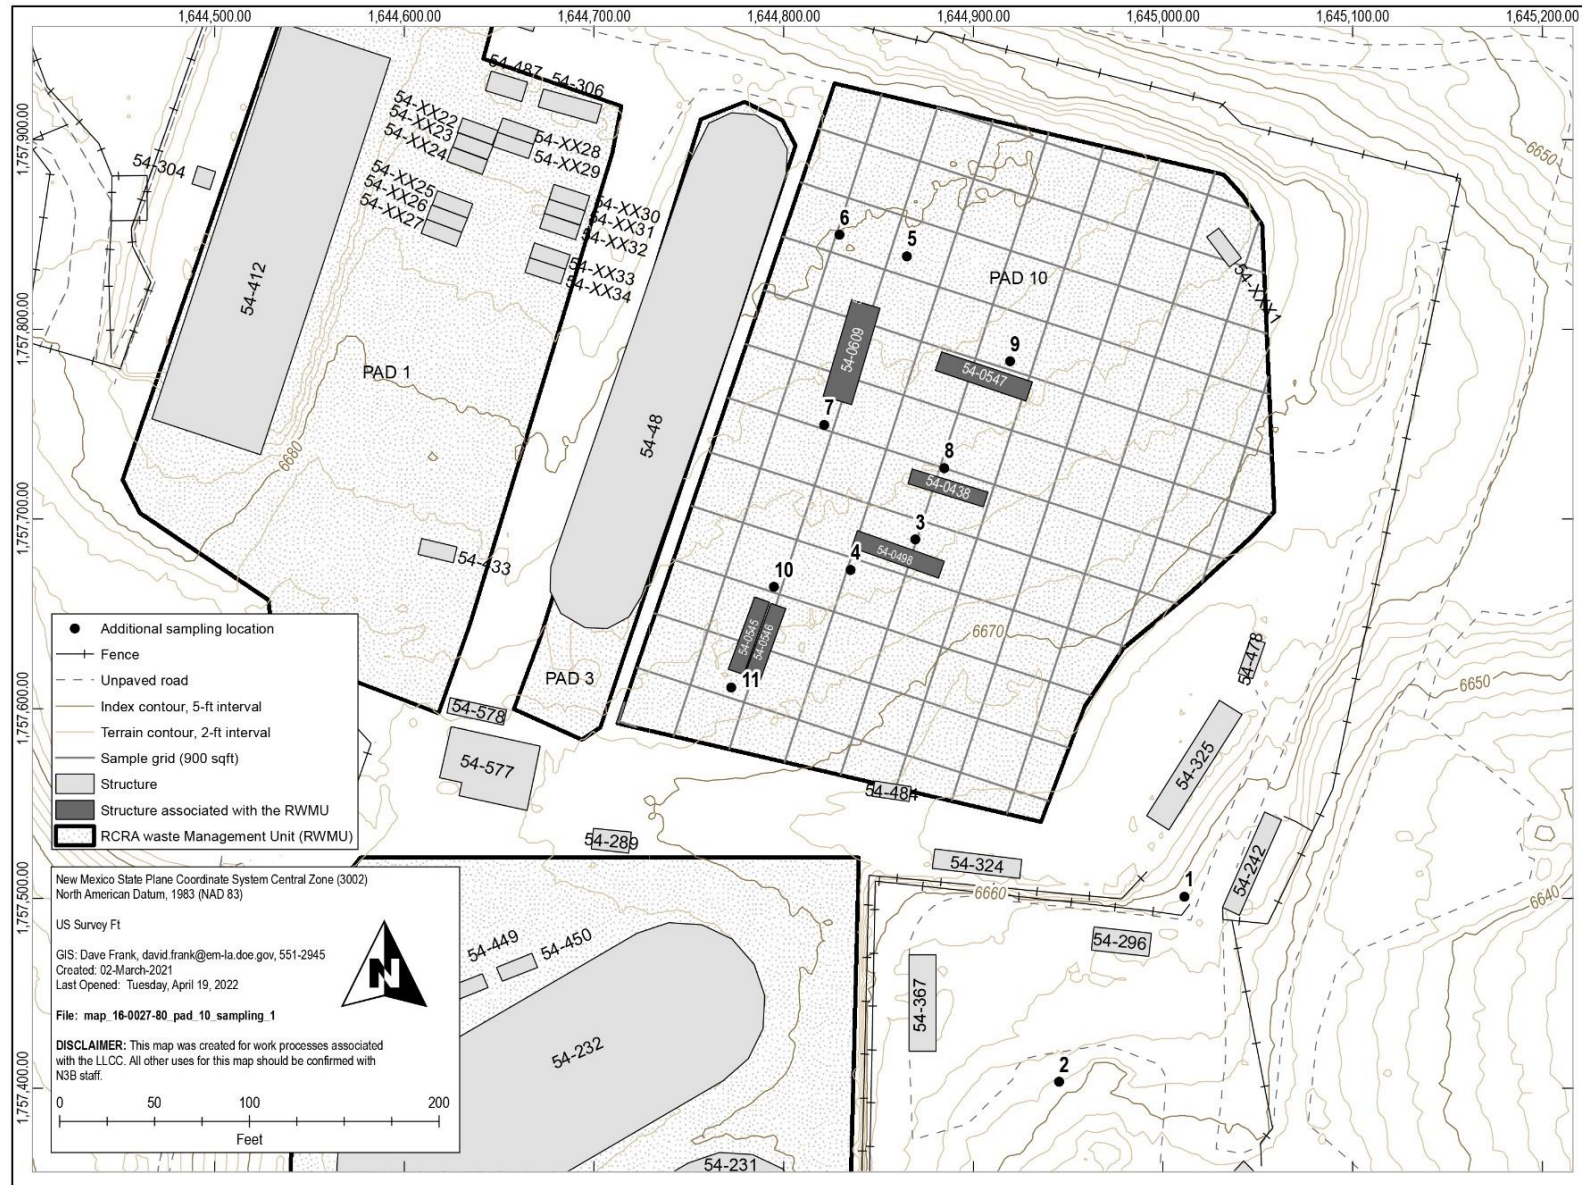 1,644,500.00
1,644,600.00
1,644,700.00
1,644,800.00
1,644,900.00
1,645,000.00
1,645,100.00
1,645,200.00
1,757,900.00
1,757,800.00
1,757,700.00
1,757,600.00
1,757,500.00
1,757,400.00
54-487
54-306
54-XX22
54-XX23
54-XX24
54-XX28
54-XX29
54-304
54-XX25
54-XX26
54-XX27
54-XX30
54-XX31
54-XX32
54-XX33
54-XX34
54-412
PAD 1
6680
54-48
54-433
PAD 3
54-578
54-577
54-289
6
5
PAD 10
54-XXX1
6650
54-0609
9
54-0547
7
8
54-0438
3
4
54-0498
10
54-0545
54-0546
11
6670
54-478
6650
54-325
54-484
54-324
54-242
6660
1
6640
54-296
54-367
2
54-449
54-450
54-232
54-231
Additional sampling location
Fence
Unpaved road
Index contour, 5-ft interval
Terrain contour, 2-ft interval
Sample grid (900 sqft)
Structure
Structure associated with the RWMU
RCRA waste Management Unit (RWMU)
New Mexico State Plane Coordinate System Central Zone (3002)
North American Datum, 1983 (NAD 83)
US Survey Ft
GIS: Dave Frank, david.frank@em-la.doe.gov, 551-2945
Created: 02-March-2021
Last Opened: Tuesday, April 19, 2022
N
File: map_16-0027-80_pad_10_sampling_1
DISCLAIMER: This map was created for work processes associated
with the LLCC. All other uses for this map should be confirmed with
N3B staff.
0 50 100 200
Feet